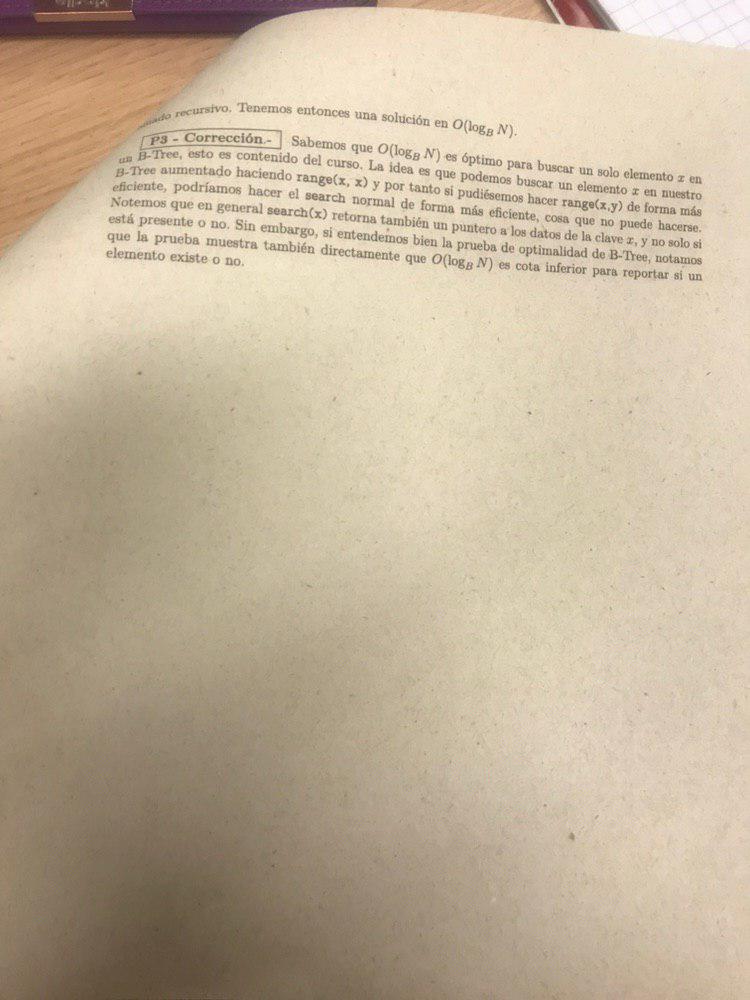 recursivo. Tenemos entonces una solución en O(log_B N).
P3 - Corrección.- Sabemos que O(log_B N) es óptimo para buscar un solo elemento x en
un B-Tree, esto es contenido del curso. La idea es que podemos buscar un elemento x en nuestro
B-Tree aumentado haciendo range(x, x) y por tanto si pudiésemos hacer range(x,y) de forma más
eficiente, podríamos hacer el search normal de forma más eficiente, cosa que no puede hacerse.
Notemos que en general search(x) retorna también un puntero a los datos de la clave x, y no solo si
está presente o no. Sin embargo, si entendemos bien la prueba de optimalidad de B-Tree, notamos
que la prueba muestra también directamente que O(log_B N) es cota inferior para reportar si un
elemento existe o no.